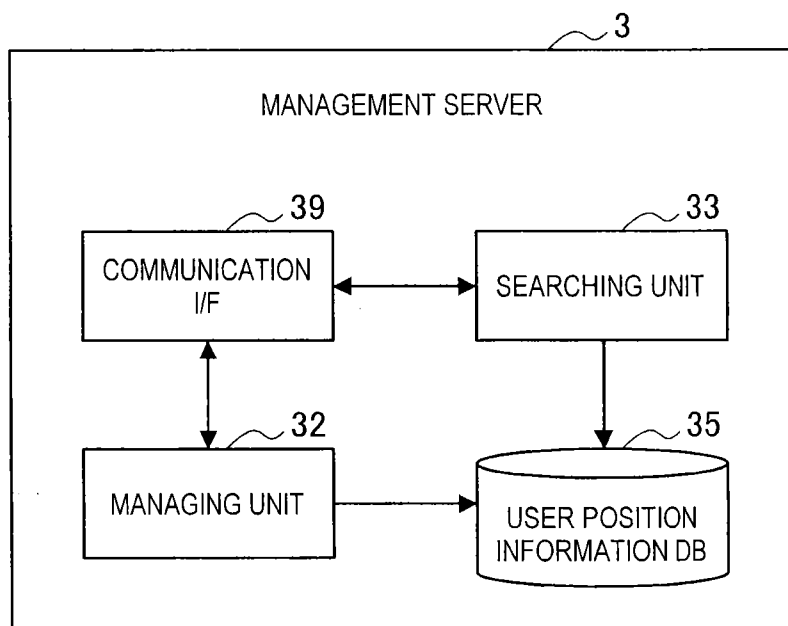 3
MANAGEMENT SERVER
39
33
COMMUNICATION
I/F
SEARCHING UNIT
32
35
MANAGING UNIT
USER POSITION
INFORMATION DB